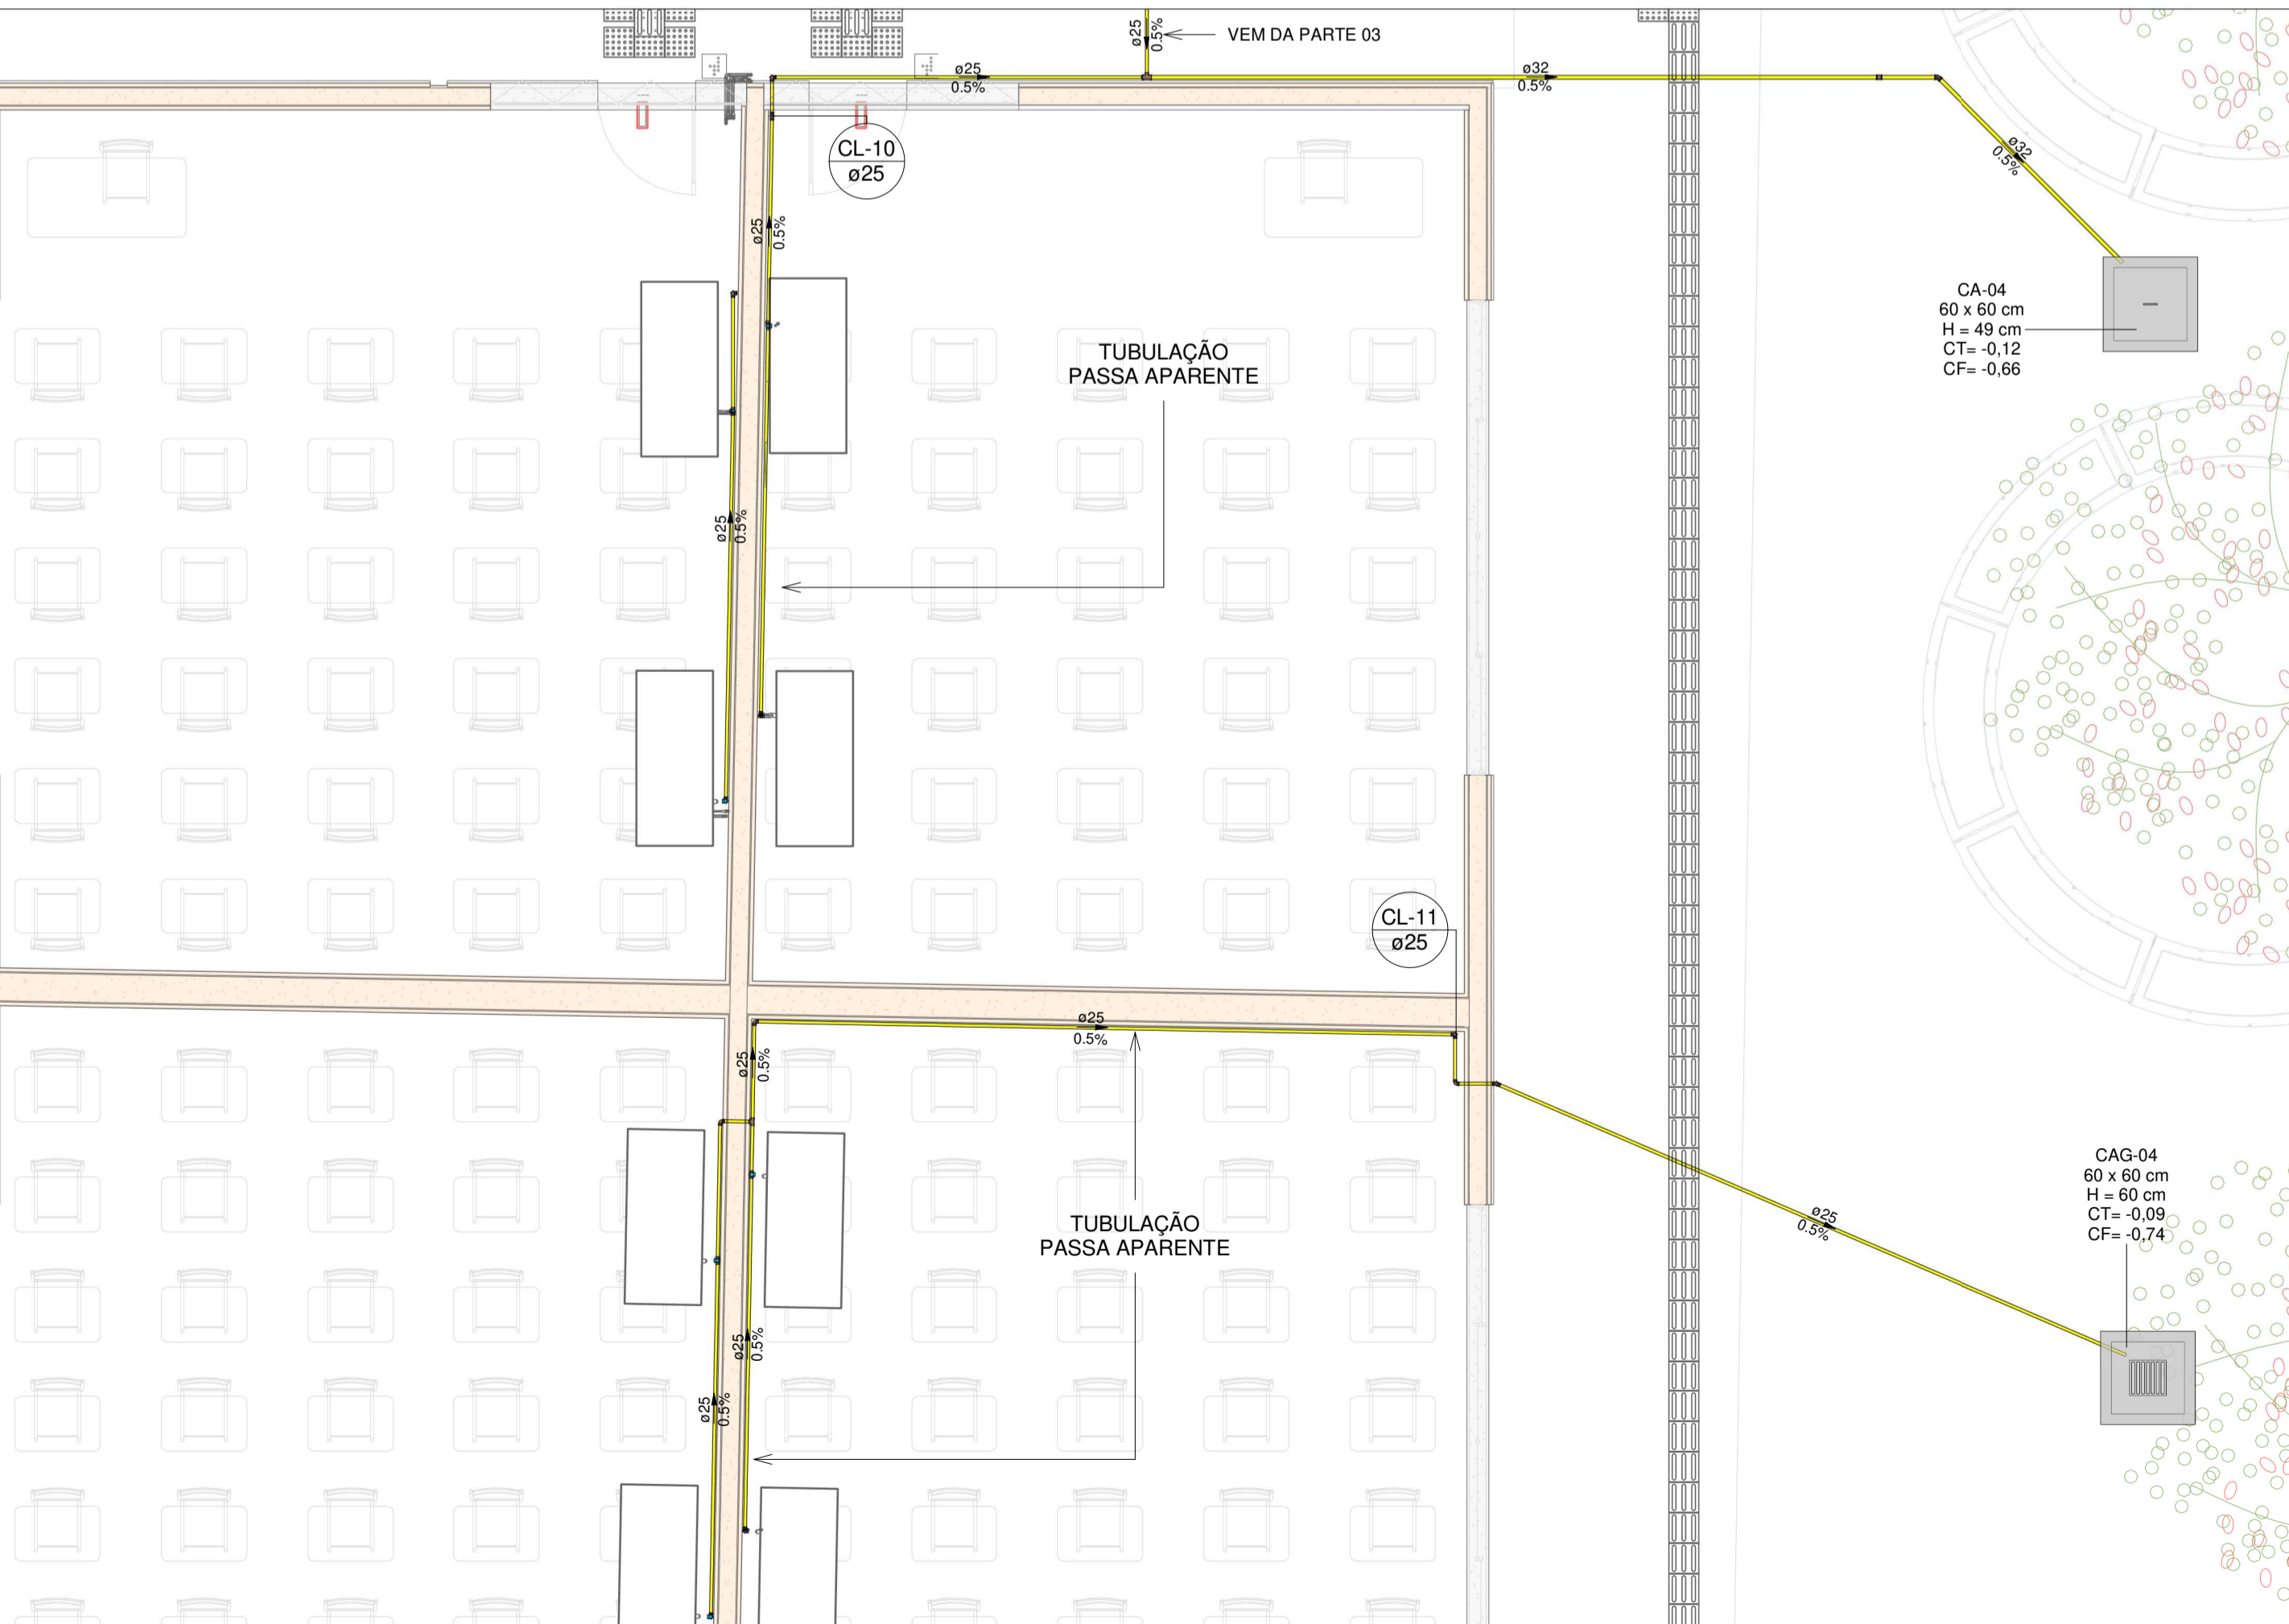 ø25
0.5%
VEM DA PARTE 03
ø25
0.5%
ø32
0.5%
ø32
0.5%
CL-10
ø25
ø25
0.5%
CA-04
60 x 60 cm
H = 49 cm
CT= -0,12
CF= -0,66
TUBULAÇÃO
PASSA APARENTE
ø25
0.5%
CL-11
ø25
ø25
0.5%
ø25
0.5%
CAG-04
60 x 60 cm
H = 60 cm
CT= -0,09
CF= -0,74
ø25
0.5%
TUBULAÇÃO
PASSA APARENTE
ø25
0.5%
ø25
0.5%